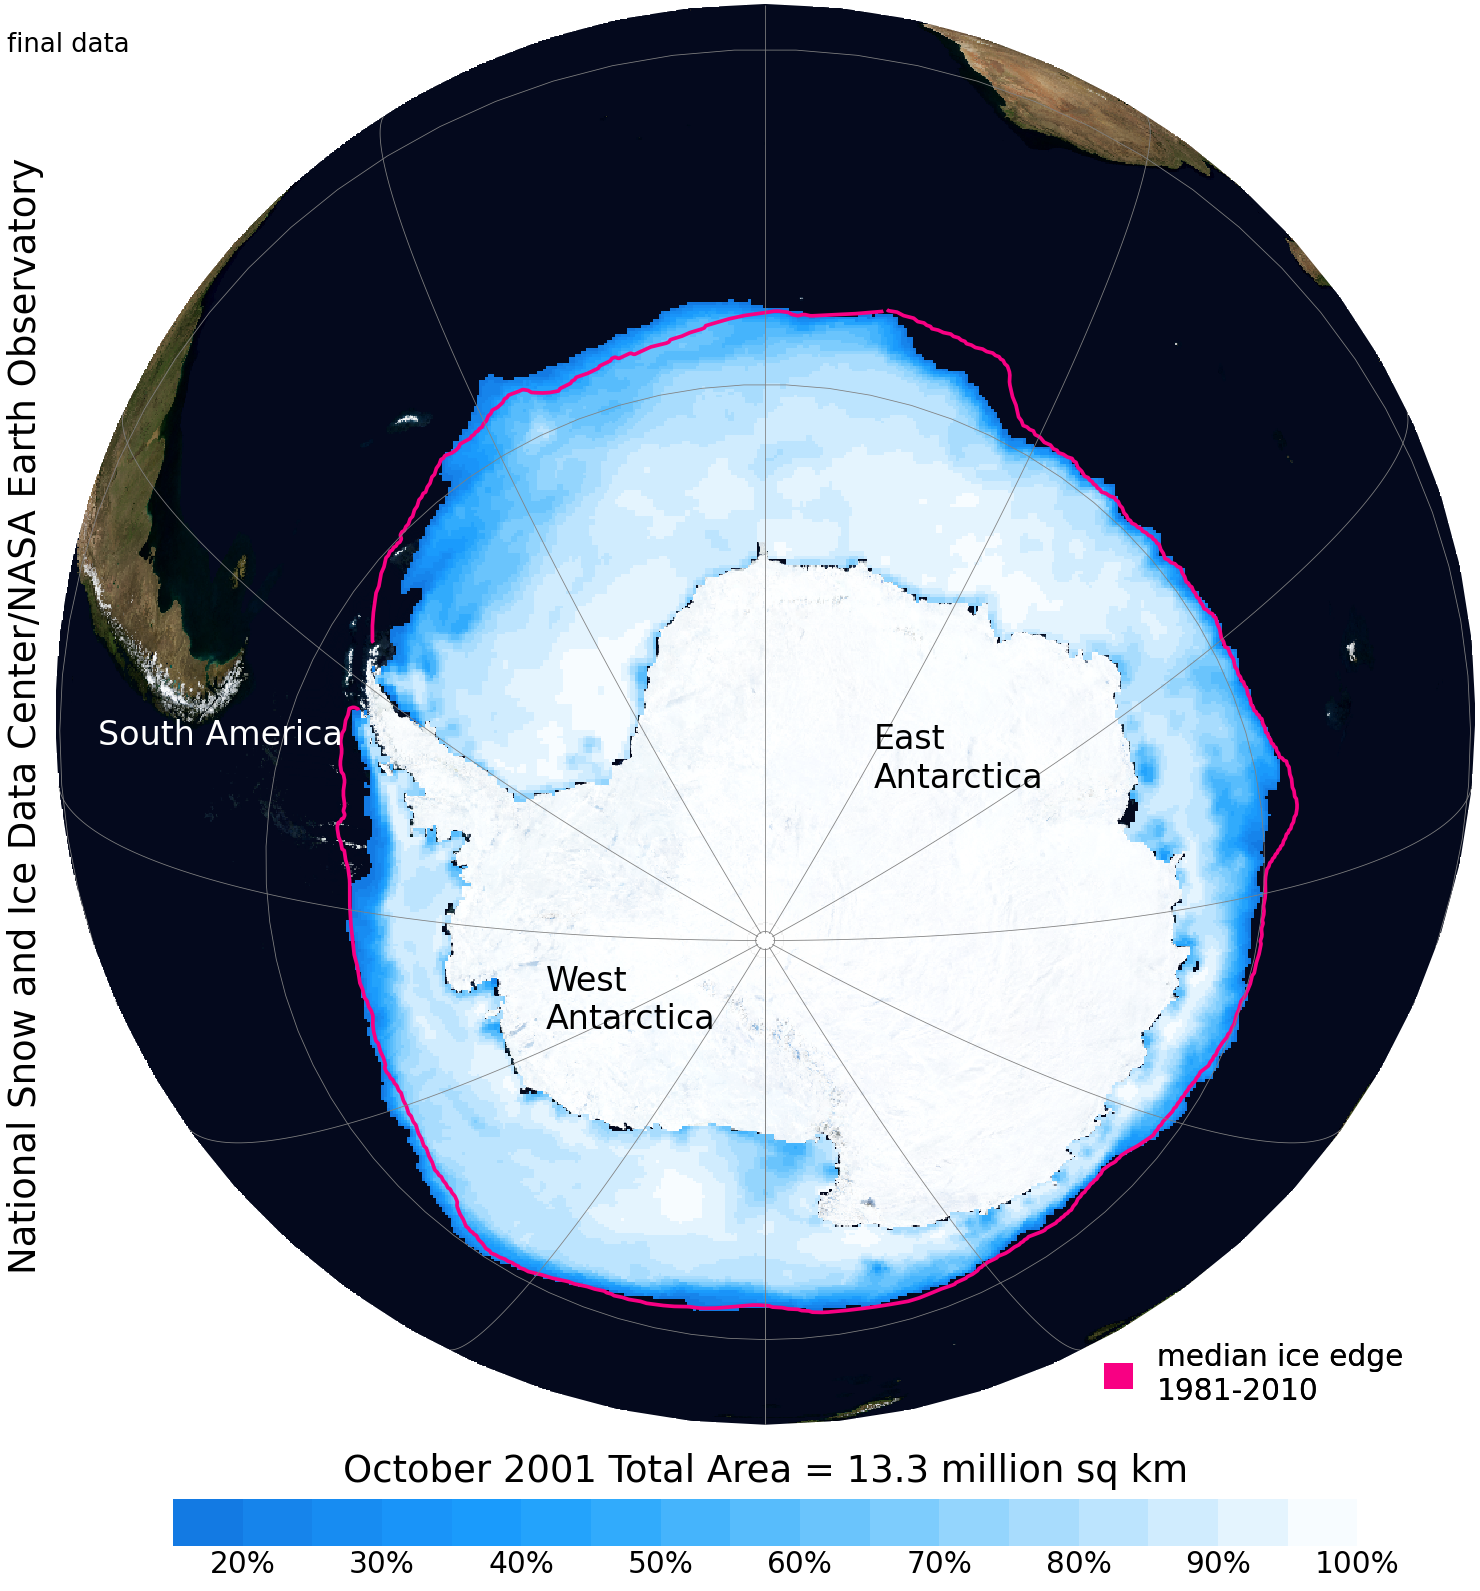 final data
National Snow and Ice Data Center/NASA Earth Observatory
South America
East
Antarctica
West
Antarctica
median ice edge
1981-2010
October 2001 Total Area = 13.3 million sq km
20% 30% 40% 50% 60% 70% 80% 90% 100%